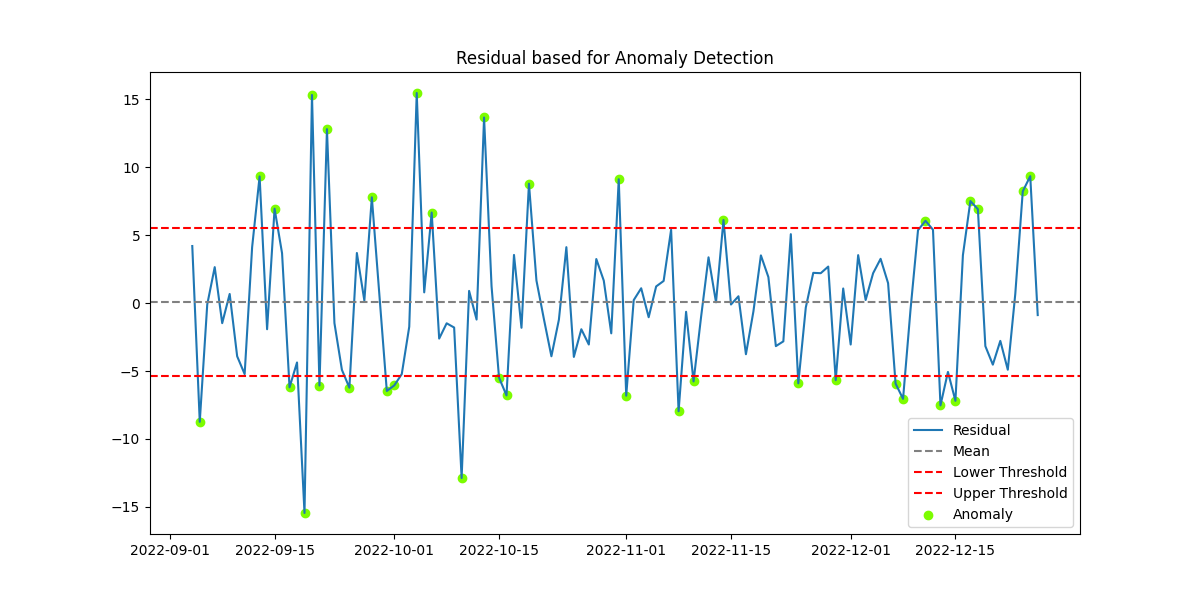 Residual based for Anomaly Detection
15
10
5
0
−5
−10
−15
2022-09-01 2022-09-15 2022-10-01 2022-10-15 2022-11-01 2022-11-15 2022-12-01 2022-12-15
Residual
Mean
Lower Threshold
Upper Threshold
Anomaly